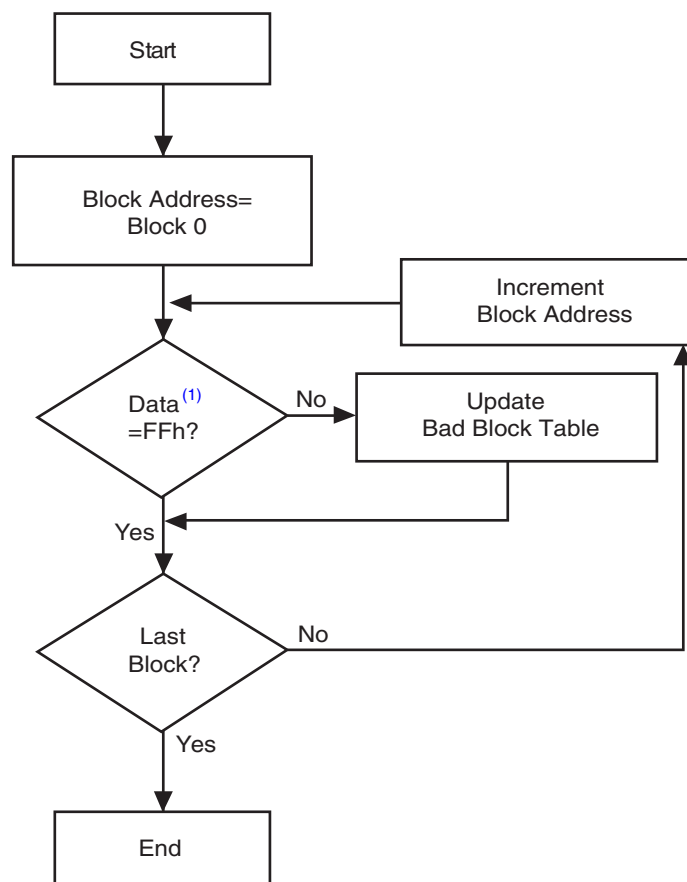 Start
Block Address=
Block 0
Increment
Block Address
Data(1)
=FFh?
No
Update
Bad Block Table
Yes
Last
Block?
No
Yes
End